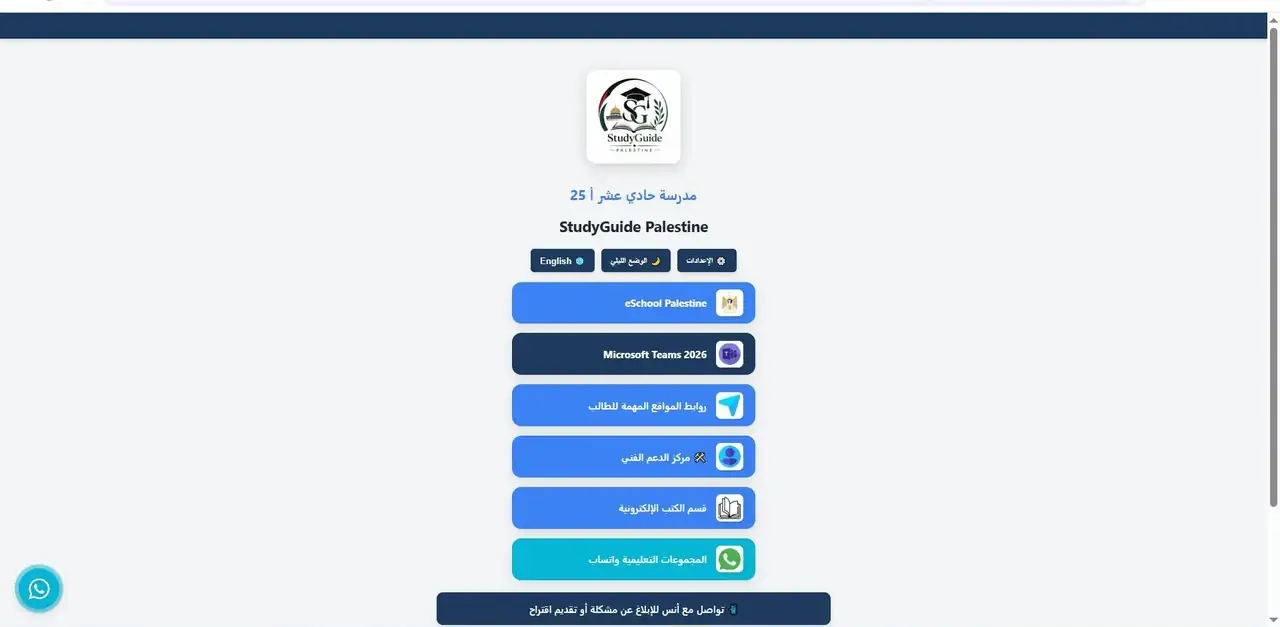 SG
StudyGuide
PALESTINE
مدرسة حادي عشر أ 25
StudyGuide Palestine
الإعدادات
الوضع الليلي
English
eSchool Palestine
Microsoft Teams 2026
روابط المواقع المهمة للطالب
مركز الدعم الفني
قسم الكتب الإلكترونية
المجموعات التعليمية واتساب
تواصل مع أنس للإبلاغ عن مشكلة أو تقديم اقتراح